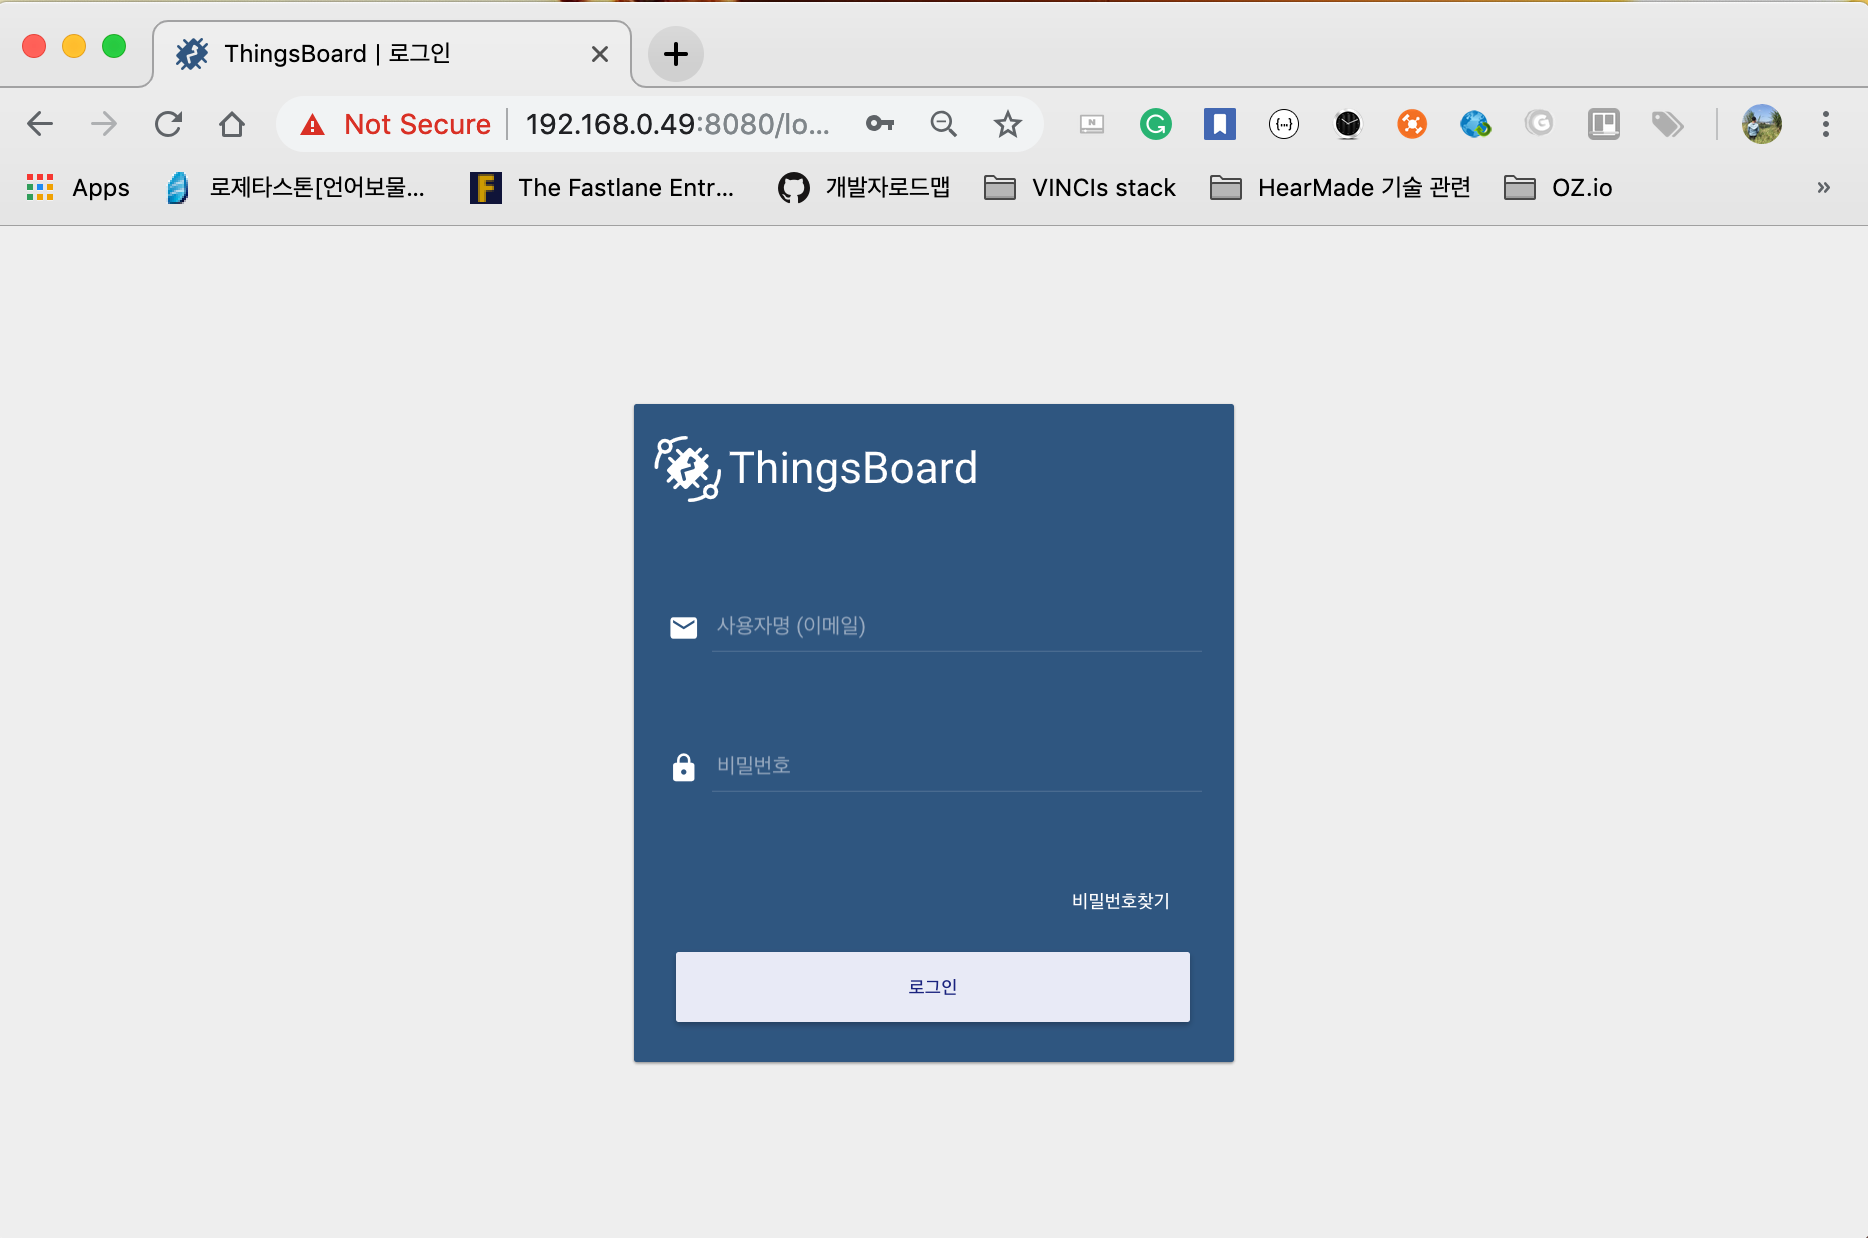 ThingsBoard | 로그인
Not Secure 192.168.0.49:8080/lo...
Apps 로제타스톤[언어보물... The Fastlane Entr... 개발자로드맵 VINCIs stack HearMade 기술 관련 OZ.io »
ThingsBoard
사용자명 (이메일)
비밀번호
비밀번호찾기
로그인